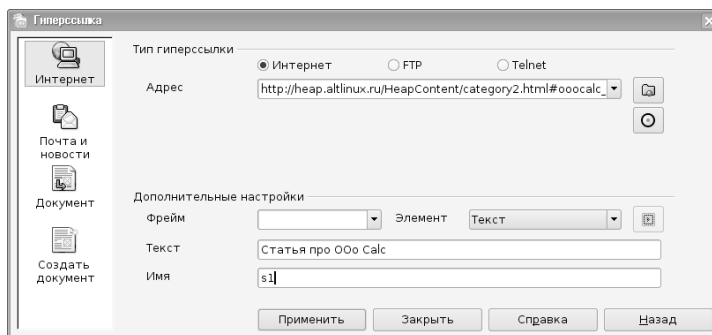 Гиперссылка
Интернет
Почта и
новости
Документ
Создать
документ
Тип гиперссылки
Интернет
FTP
Telnet
Адрес
http://heap.altlinux.ru/HeapContent/category2.html#ooocalc_
Дополнительные настройки
Фрейм
Элемент
Текст
Текст
Статья про OOo Calc
Имя
s1
Применить
Закрыть
Справка
Назад